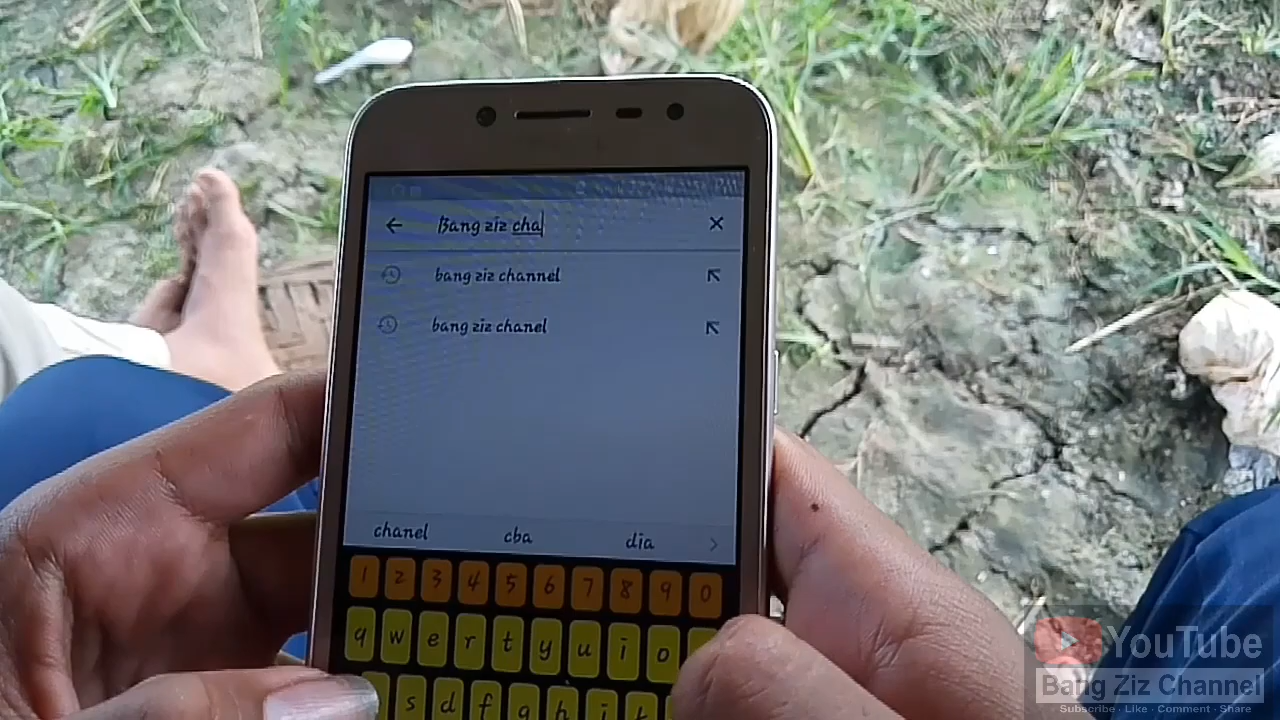 Bang ziz cha
bang ziz channel
bang ziz chanel
chanel cba dia
1 2 3 4 5 6 7 8 9 0
q w e r t y u i o
s d f g h j
YouTube
Bang Ziz Channel
Subscribe - Like - Comment - Share